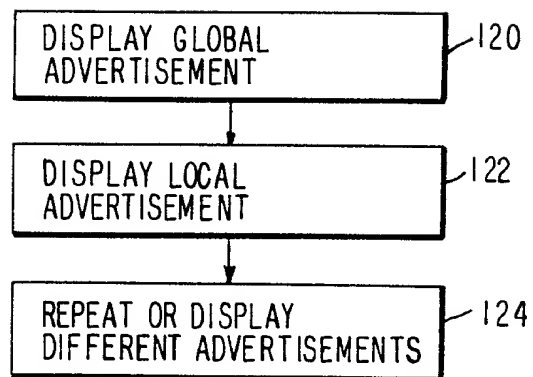 DISPLAY GLOBAL
ADVERTISEMENT
120
DISPLAY LOCAL
ADVERTISEMENT
122
REPEAT OR DISPLAY
DIFFERENT ADVERTISEMENTS
124